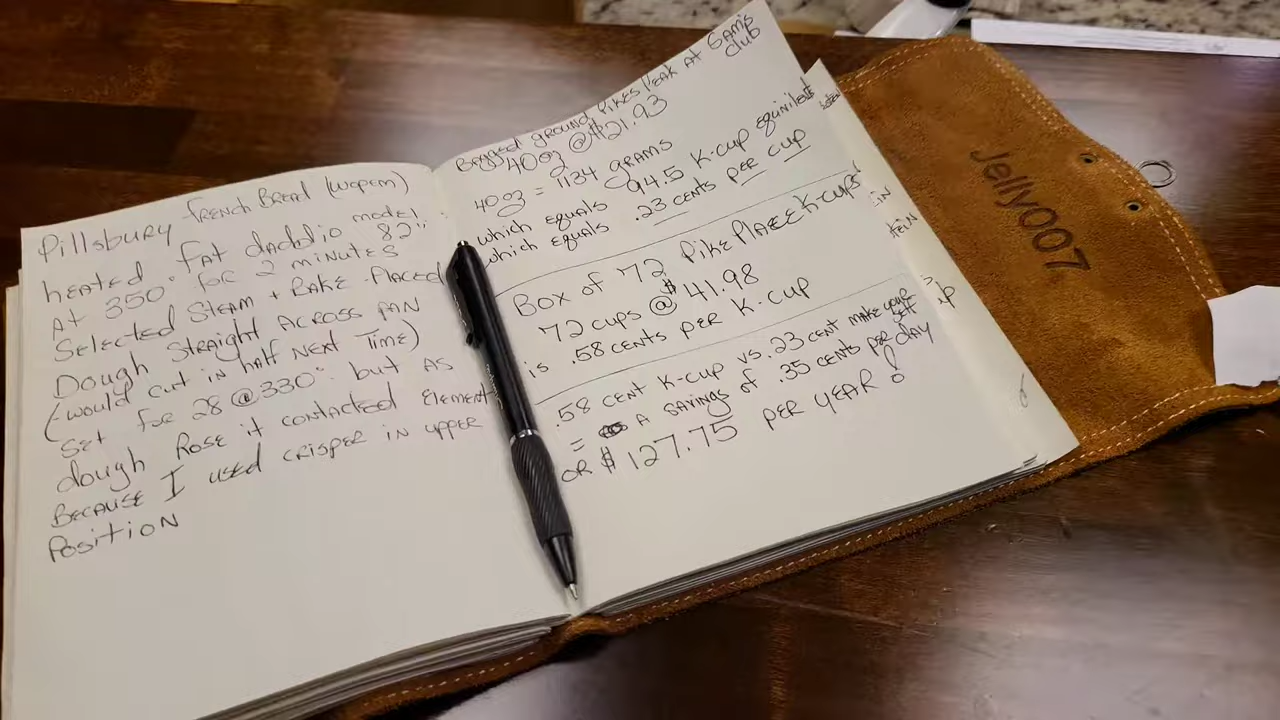 FRENCH BREAD (WOPEM)
Pillsbury
heated FAT daddio model 82"
AT 350° for 2 minutes
Selected STEAM + BAKE. Placed
Dough Straight ACROSS PAN
(would cut in half NEXT TIME)
Set for 28 @ 330° but AS
dough Rose it contacted Element
BECAUSE I used crisper in upper
Position
Bagged ground PIKES PEAK AT SAM'S club
40oz @ $21.93
40oz = 1134 grams
which equals 94.5 K-cup equivilent
which equals .23 cents per cup
Box of 72 PIKE PLACE K-CUPS
72 cups @ $41.98
is .58 cents per K-cup
.58 CENT K-cup vs .23 cent make your self
= A SAVINGS of .35 cents per day
OR $127.75 per year!
Jelly007